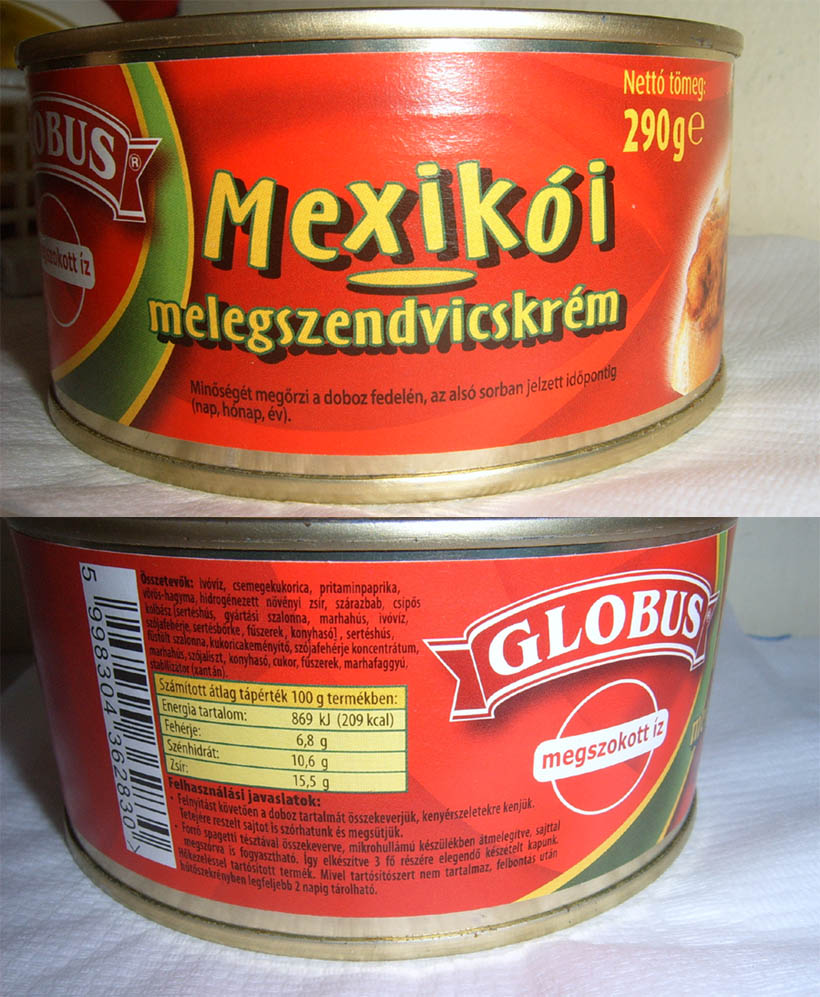 OBUS®
megszokott íz
Mexikói
melegszendvicskrém
Nettó tömeg:
290 g e
Minőségét megőrzi a doboz fedelén, az alsó sorban jelzett időpontig
(nap, hónap, év).
Összetevők: ivóvíz, csemegekukorica, pritaminpaprika,
vörös-hagyma, hidrogénezett növényi zsír, szárazbab, csípős
kolbász (sertéshús, gyártási szalonna, marhahús, ivóvíz,
szójafehérje, sertésbőrke, fűszerek, konyhasó), sertéshús,
füstölt szalonna, kukoricakeményítő, szójafehérje koncentrátum,
marhahús, szójaliszt, konyhasó, cukor, fűszerek, marhafaggyú,
stabilizátor (xantán).
Számított átlag tápérték 100 g termékben:
Energia tartalom: 869 kJ (209 kcal)
Fehérje: 6,8 g
Szénhidrát: 10,6 g
Zsír: 15,5 g
Felhasználási javaslatok:
• Felnyitást követően a doboz tartalmát összekeverjük, kenyérszeletekre kenjük.
Tetejére reszelt sajtot is szórhatunk és megsütjük.
• Forró spagetti tésztával összekeverve, mikrohullámú készülékben átmelegítve, sajttal
megszórva is fogyasztható. Így elkészítve 3 fő részére elegendő készételt kapunk.
Hőkezeléssel tartósított termék. Mivel tartósítószert nem tartalmaz, felbontás után
hűtőszekrényben legfeljebb 2 napig tárolható.
5 998304 362830 >
GLOBUS®
megszokott íz